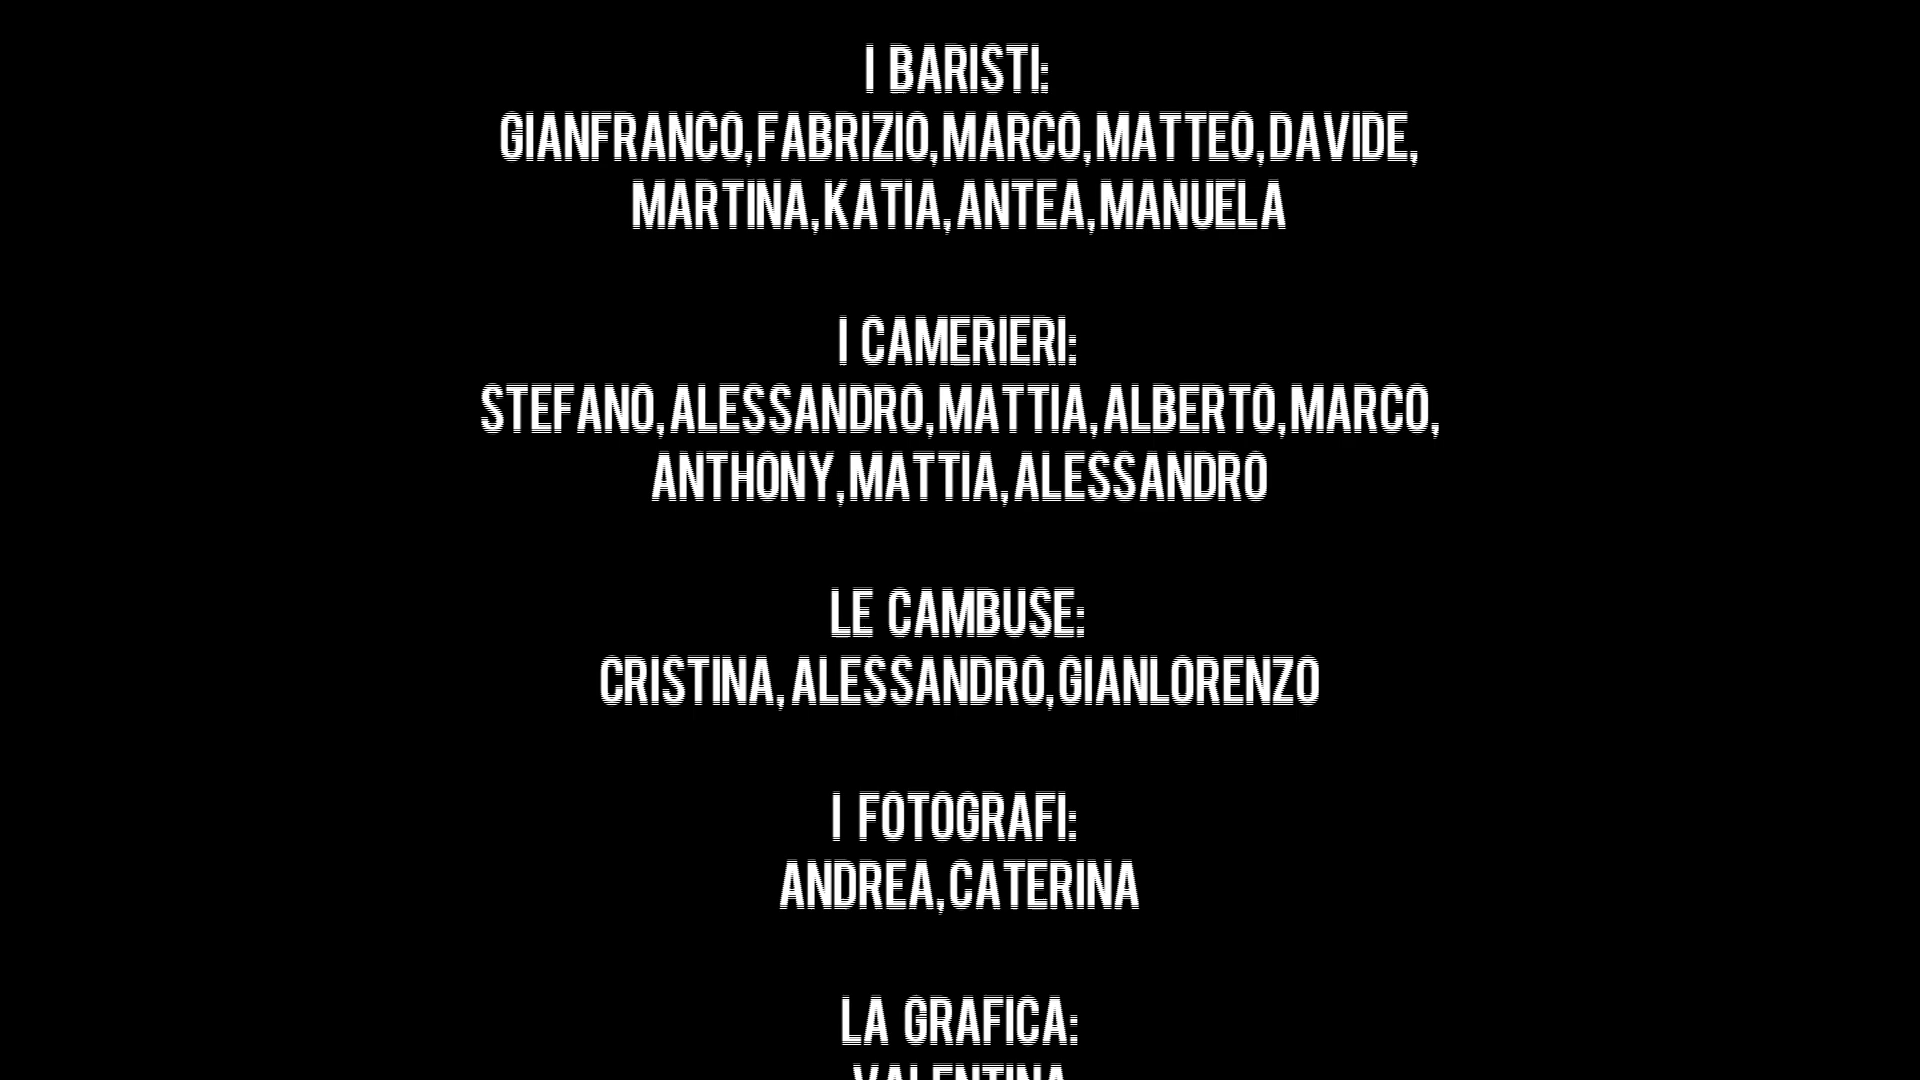 I BARISTI:
GIANFRANCO,FABRIZIO,MARCO,MATTEO,DAVIDE,
MARTINA,KATIA,ANTEA,MANUELA
I CAMERIERI:
STEFANO,ALESSANDRO,MATTIA,ALBERTO,MARCO,
ANTHONY,MATTIA,ALESSANDRO
LE CAMBUSE:
CRISTINA,ALESSANDRO,GIANLORENZO
I FOTOGRAFI:
ANDREA,CATERINA
LA GRAFICA:
VALENTINA